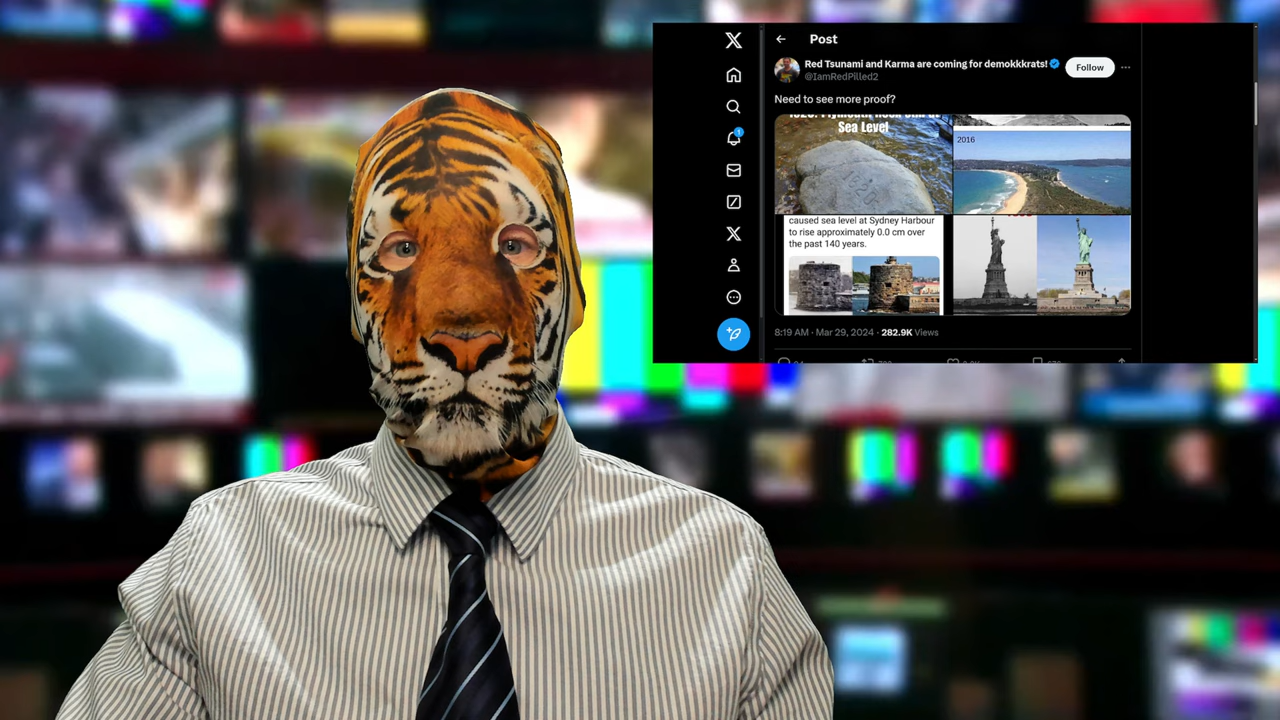 Post
Red Tsunami and Karma are coming for demokkkrats!
@IamRedPilled2
Follow
Need to see more proof?
Sea Level
1620
2016
caused sea level at Sydney Harbour
to rise approximately 0.0 cm over
the past 140 years.
8:19 AM · Mar 29, 2024 · 282.9K Views